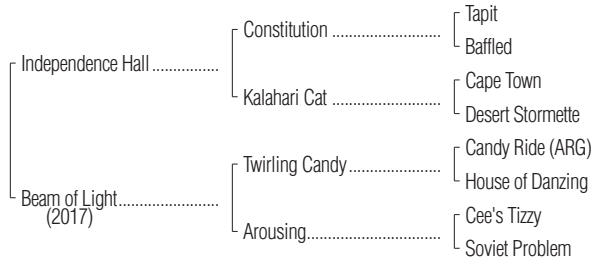 Tapit
Constitution
Baffled
Independence Hall
Cape Town
Kalahari Cat
Desert Stormette
Candy Ride (ARG)
Twirling Candy
House of Danzing
Beam of Light
(2017)
Cee's Tizzy
Arousing
Soviet Problem